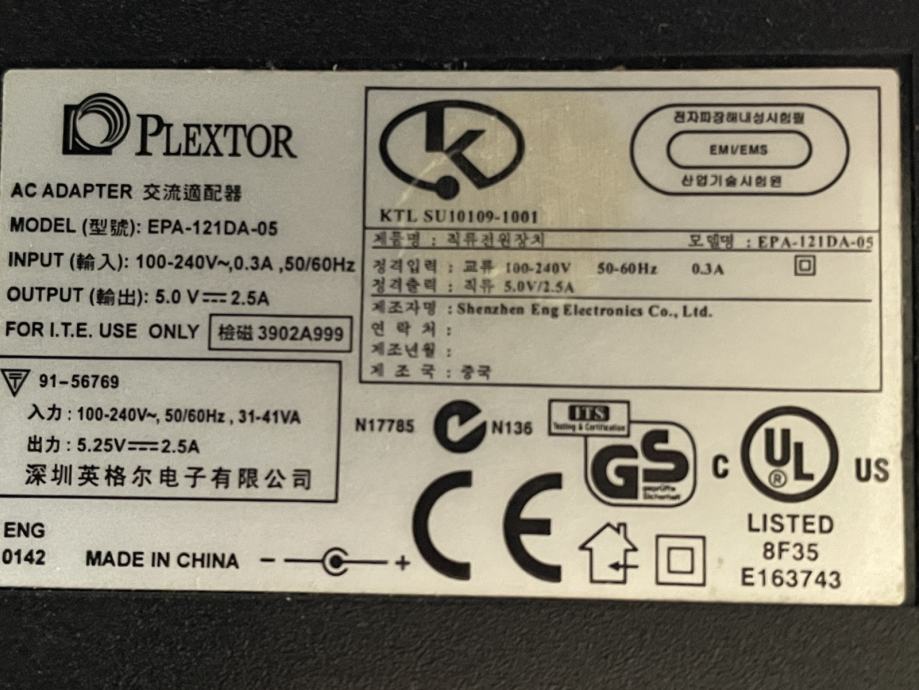 PLEXTOR
AC ADAPTER 交流適配器
MODEL (型號): EPA-121DA-05
INPUT (輸入): 100-240V~,0.3A ,50/60Hz
OUTPUT (輸出): 5.0 V⎓2.5A
FOR I.T.E. USE ONLY 檢磁 3902A999
T 91-56769
入力 : 100-240V~, 50/60Hz , 31-41VA
出力 : 5.25V⎓2.5A
深圳英格尔电子有限公司
ENG
0142 MADE IN CHINA - +
K
KTL SU10109-1001
전자파장해내성시험필
EMI/EMS
산업기술시험원
제품명 : 직류전원장치 모델명 : EPA-121DA-05
정격입력 : 교류 100-240V 50-60Hz 0.3A
정격출력 : 직류 5.0V/2.5A
제조자명 : Shenzhen Eng Electronics Co., Ltd.
연 락 처 :
제조년월 :
제 조 국 : 중국
N17785 N136
ITS
Testing & Certification
GS
geprüfte
Sicherheit
CE
C UL US
®
LISTED
8F35
E163743